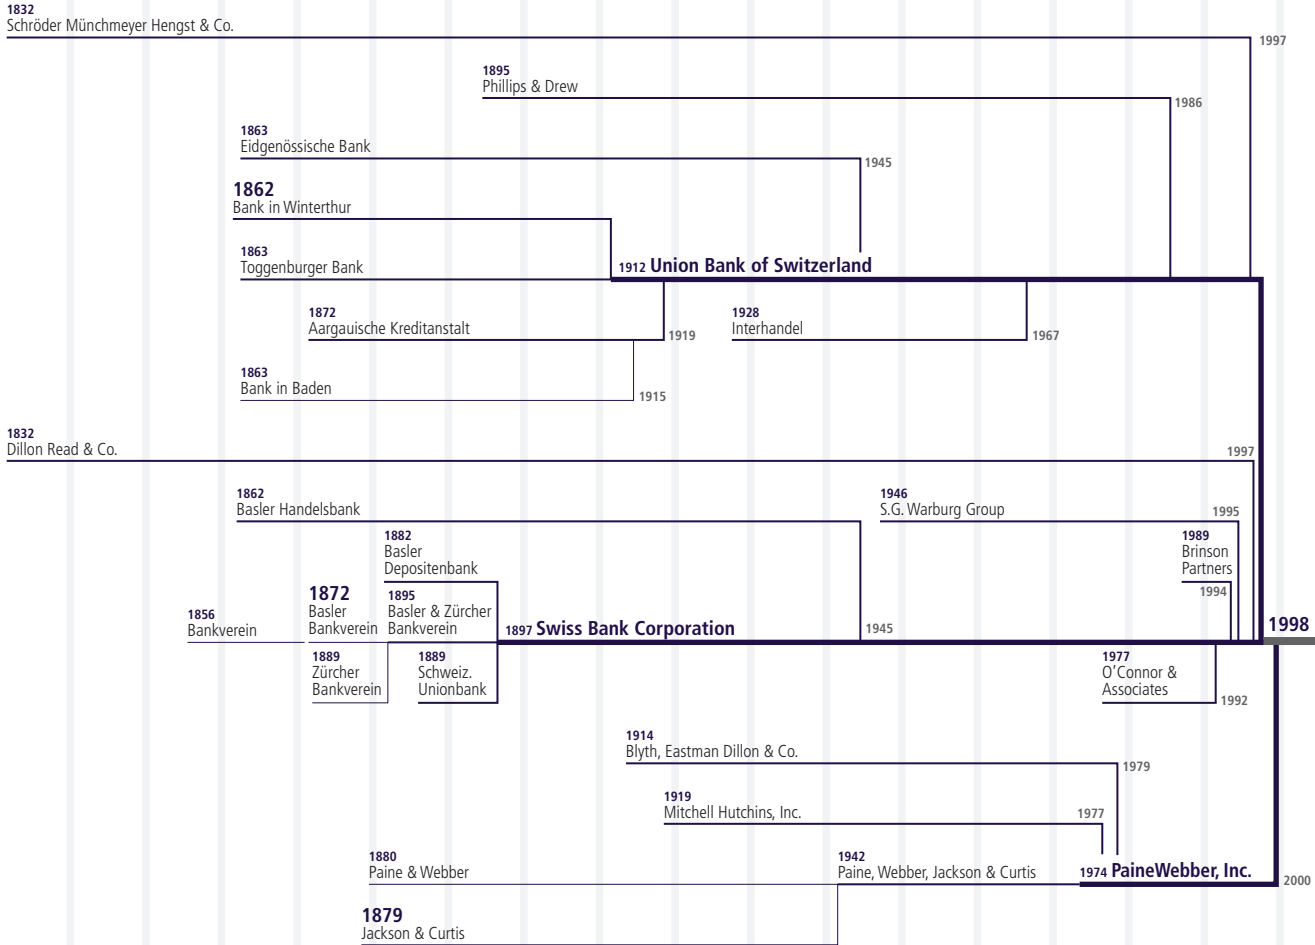 1832
Schröder Münchmeyer Hengst & Co.
1997
1895
Phillips & Drew
1986
1863
Eidgenössische Bank
1945
1862
Bank in Winterthur
1863
Toggenburger Bank
1912 Union Bank of Switzerland
1872
Aargauische Kreditanstalt
1919
1928
Interhandel
1967
1863
Bank in Baden
1915
1832
Dillon Read & Co.
1997
1862
Basler Handelsbank
1946
S.G. Warburg Group
1995
1882
Basler
Depositenbank
1989
Brinson
Partners
1994
1856
Bankverein
1872
Basler
Bankverein
1895
Basler & Zürcher
Bankverein
1897 Swiss Bank Corporation
1945
1998
1889
Zürcher
Bankverein
1889
Schweiz.
Unionbank
1977
O’Connor &
Associates
1992
1914
Blyth, Eastman Dillon & Co.
1979
1919
Mitchell Hutchins, Inc.
1977
1880
Paine & Webber
1942
Paine, Webber, Jackson & Curtis
1974 PaineWebber, Inc.
2000
1879
Jackson & Curtis